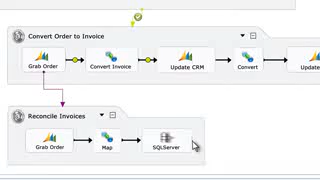 Convert Order to Invoice
Grab Order
Convert Invoice
Update CRM
Convert
Reconcile Invoices
Grab Order
Map
SQLServer